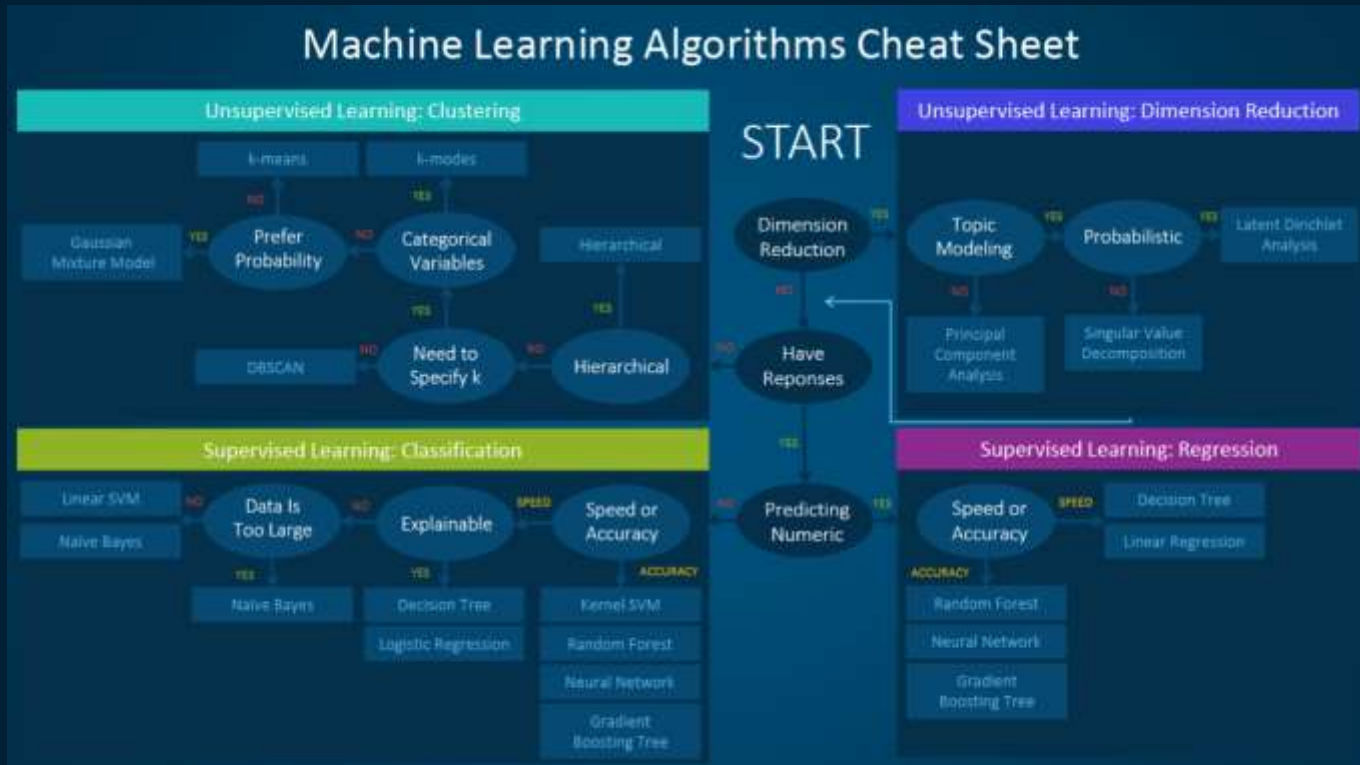 Machine Learning Algorithms Cheat Sheet
Unsupervised Learning: Clustering
k-means
k-modes
NO
YES
Gaussian
Mixture Model
YES
Prefer
Probability
NO
Categorical
Variables
Hierarchical
YES
YES
DBSCAN
NO
Need to
Specify k
NO
Hierarchical
START
Dimension
Reduction
YES
NO
NO
Have
Reponses
YES
NO
Predicting
Numeric
YES
Unsupervised Learning: Dimension Reduction
Topic
Modeling
YES
Probabilistic
YES
Latent Dirichlet
Analysis
NO
NO
Principal
Component
Analysis
Singular Value
Decomposition
Supervised Learning: Classification
Linear SVM
Naïve Bayes
NO
Data Is
Too Large
NO
Explainable
SPEED
Speed or
Accuracy
YES
YES
ACCURACY
Naïve Bayes
Decision Tree
Logistic Regression
Kernel SVM
Random Forest
Neural Network
Gradient
Boosting Tree
Supervised Learning: Regression
Speed or
Accuracy
SPEED
Decision Tree
Linear Regression
ACCURACY
Random Forest
Neural Network
Gradient
Boosting Tree